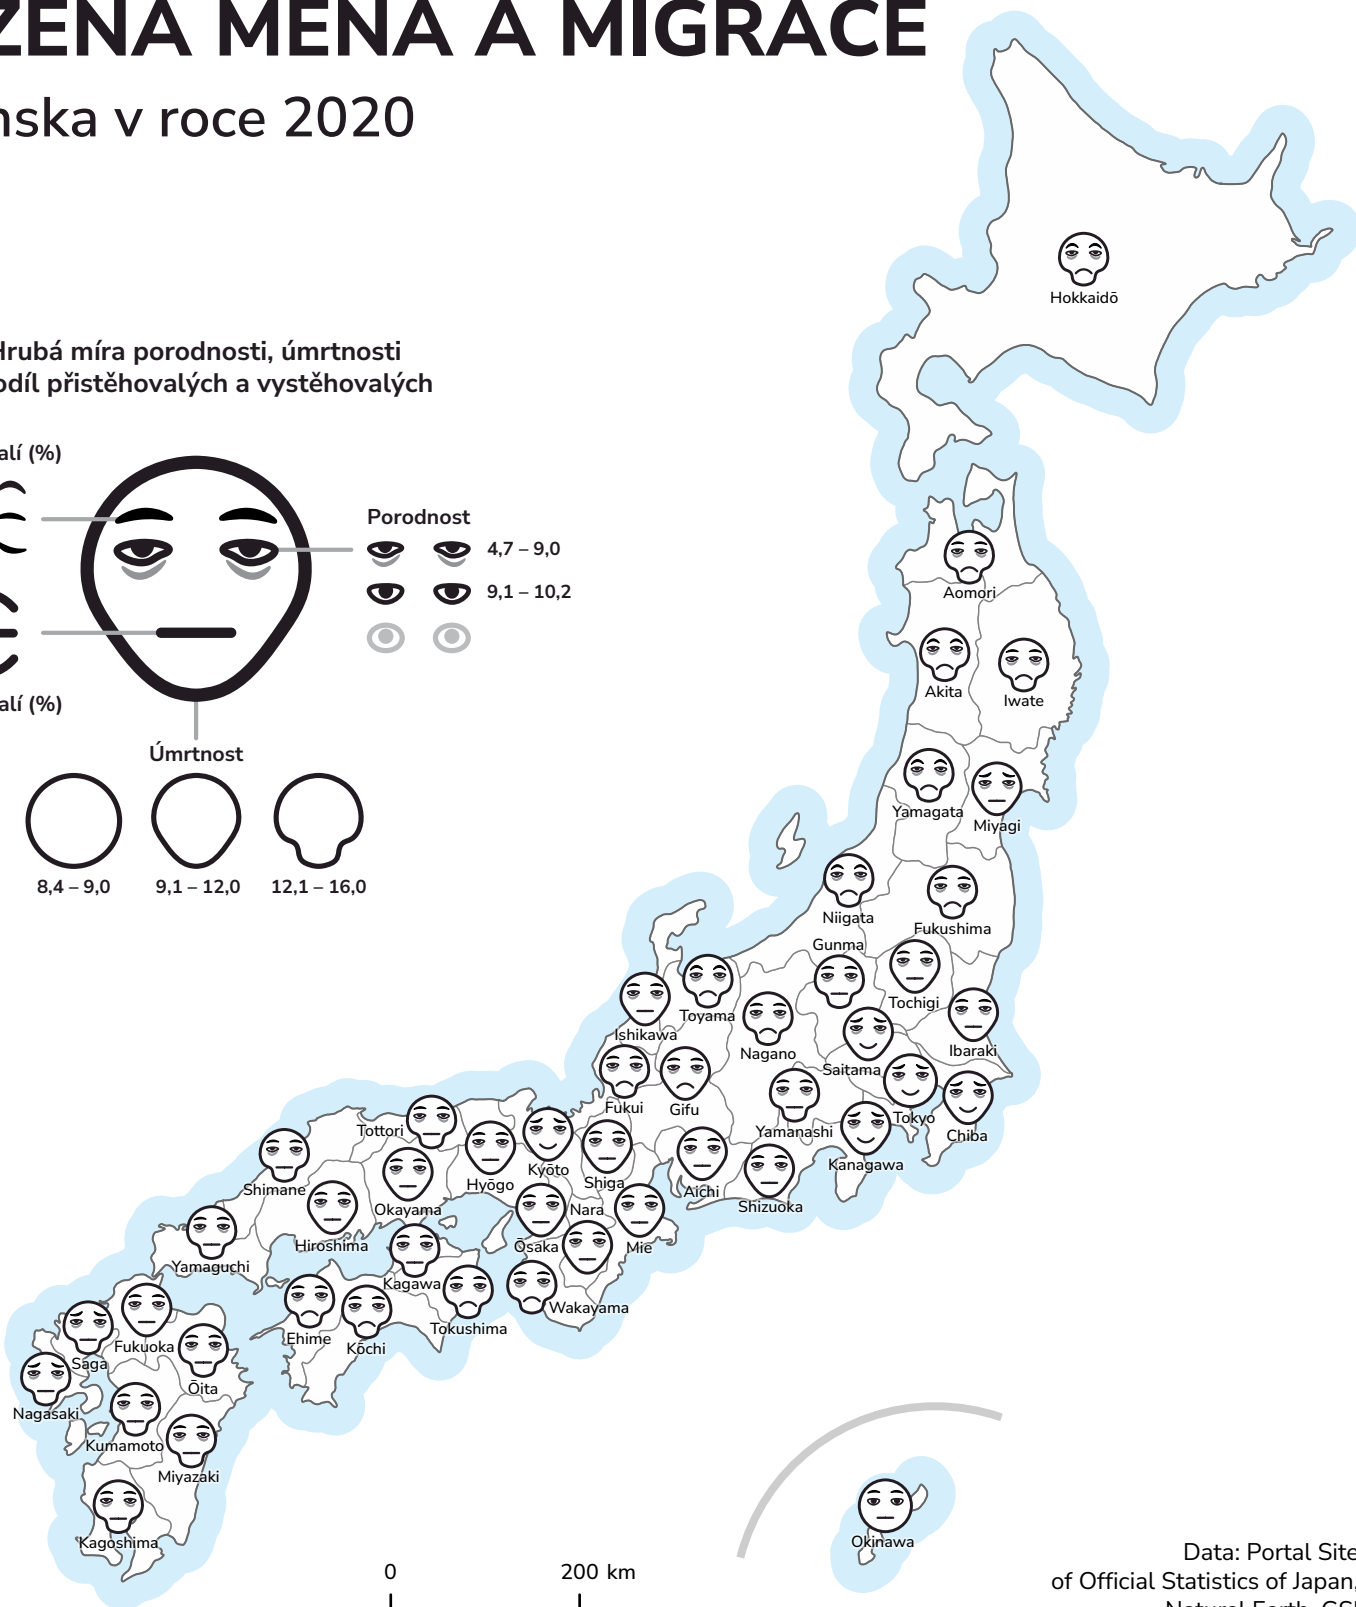 ZENÁ MĚNA A MIGRACE
nska v roce 2020
Hrubá míra porodnosti, úmrtnosti
odíl přistěhovalých a vystěhovalých
alí (%)
Porodnost
4,7 – 9,0
9,1 – 10,2
alí (%)
Úmrtnost
8,4 – 9,0
9,1 – 12,0
12,1 – 16,0
Hokkaidō
Aomori
Akita
Iwate
Yamagata
Miyagi
Niigata
Fukushima
Gunma
Tochigi
Toyama
Ishikawa
Nagano
Ibaraki
Saitama
Fukui
Gifu
Tokyo
Yamanashi
Chiba
Tottori
Kyōto
Kanagawa
Hyōgo
Shiga
Aichi
Shimane
Okayama
Nara
Shizuoka
Hiroshima
Ōsaka
Mie
Yamaguchi
Kagawa
Wakayama
Tokushima
Ehime
Kōchi
Fukuoka
Saga
Ōita
Nagasaki
Kumamoto
Miyazaki
Kagoshima
Okinawa
0 200 km
Data: Portal Site
of Official Statistics of Japan,